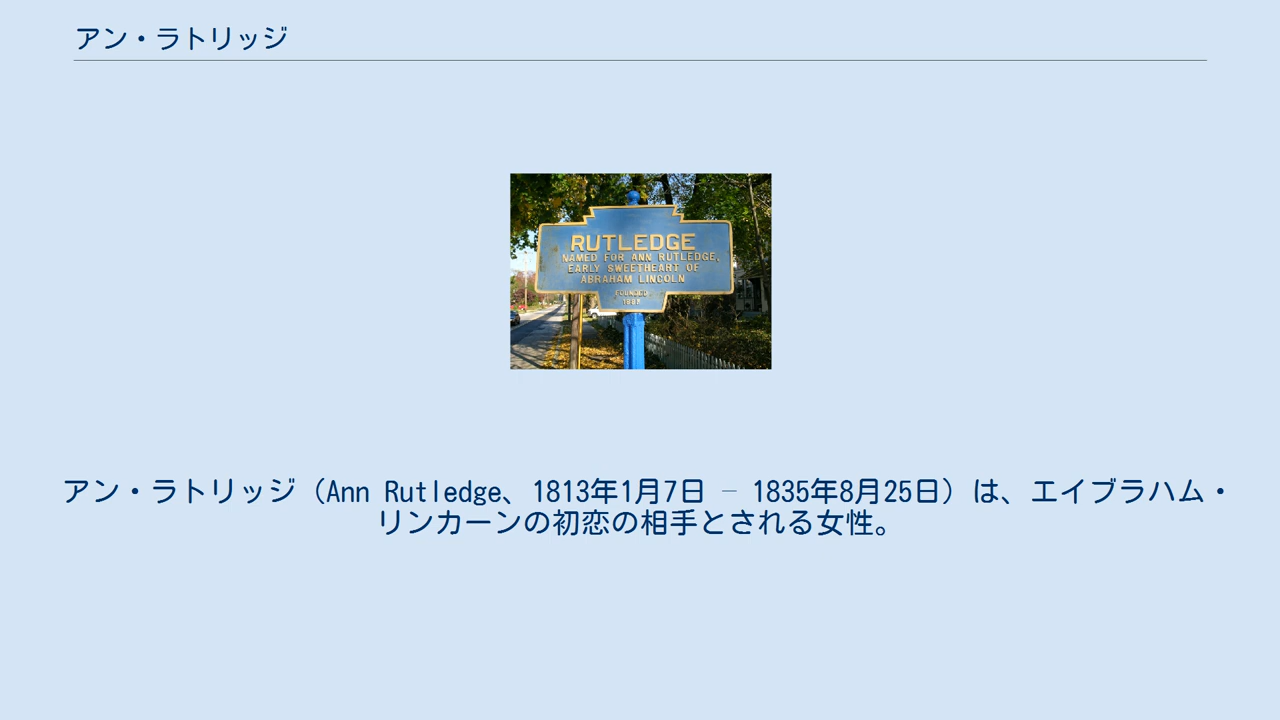 アン・ラトリッジ
RUTLEDGE
NAMED FOR ANN RUTLEDGE,
EARLY SWEETHEART OF
ABRAHAM LINCOLN
FOUNDED
アン・ラトリッジ（Ann Rutledge、1813年1月7日 – 1835年8月25日）は、エイブラハム・
リンカーンの初恋の相手とされる女性。